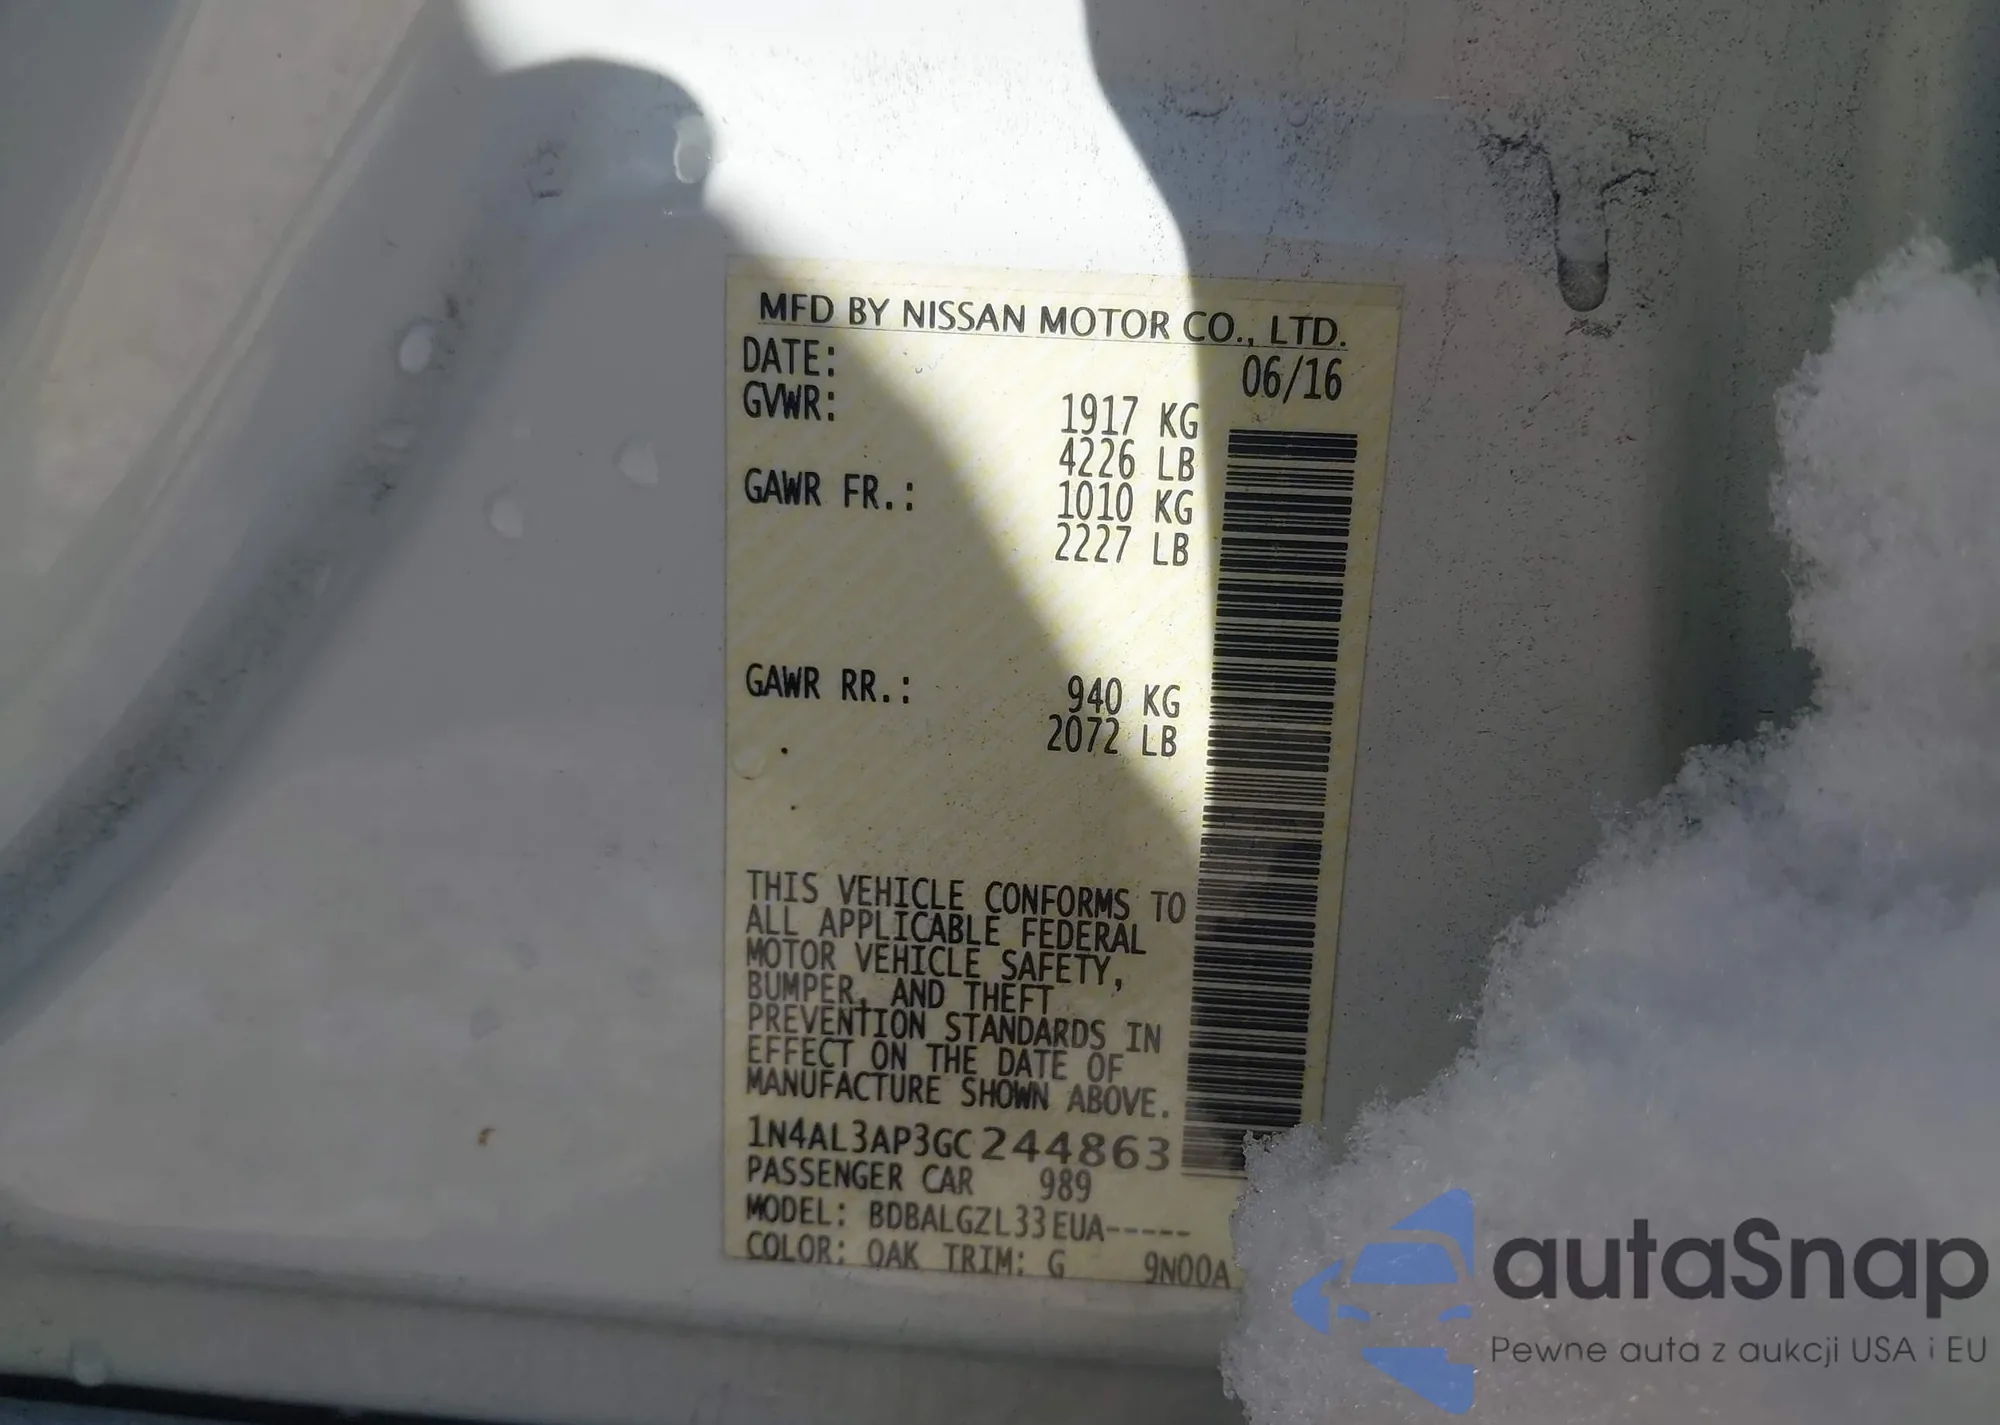 MFD BY NISSAN MOTOR CO., LTD.
DATE: 06/16
GVWR: 1917 KG
4226 LB
GAWR FR.: 1010 KG
2227 LB
GAWR RR.: 940 KG
2072 LB
THIS VEHICLE CONFORMS TO
ALL APPLICABLE FEDERAL
MOTOR VEHICLE SAFETY,
BUMPER, AND THEFT
PREVENTION STANDARDS IN
EFFECT ON THE DATE OF
MANUFACTURE SHOWN ABOVE.
1N4AL3AP3GC244863
PASSENGER CAR 989
MODEL: BDBALGZL33EUA-----
COLOR: QAK TRIM: G 9N00A
autaSnap
Pewne auta z aukcji USA i EU